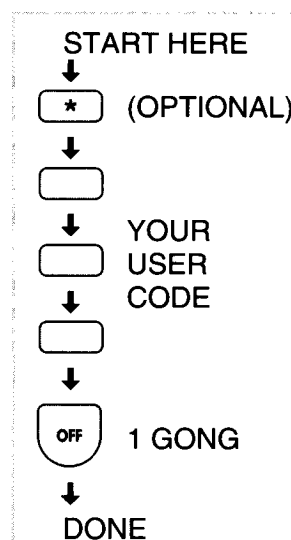 START HERE
* (OPTIONAL)
YOUR
USER
CODE
OFF 1 GONG
DONE